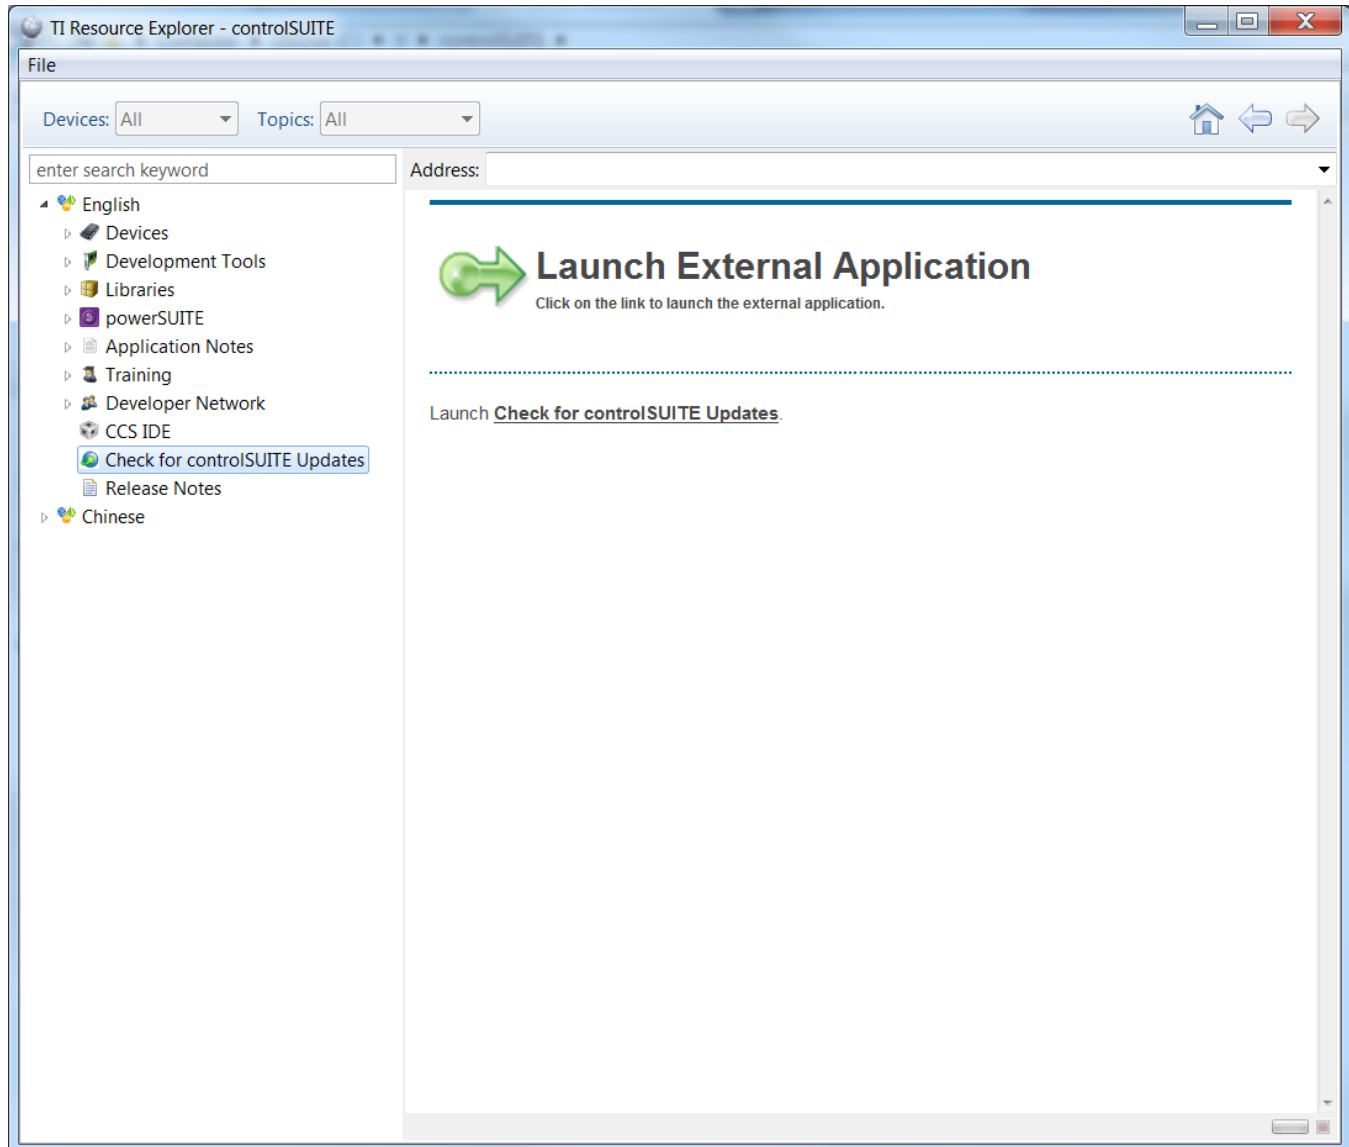 TI Resource Explorer - controlSUITE
File
Devices: All Topics: All
enter search keyword
Address:
English
Devices
Development Tools
Libraries
powerSUITE
Application Notes
Training
Developer Network
CCS IDE
Check for controlSUITE Updates
Release Notes
Chinese
Launch External Application
Click on the link to launch the external application.
Launch Check for controlSUITE Updates.